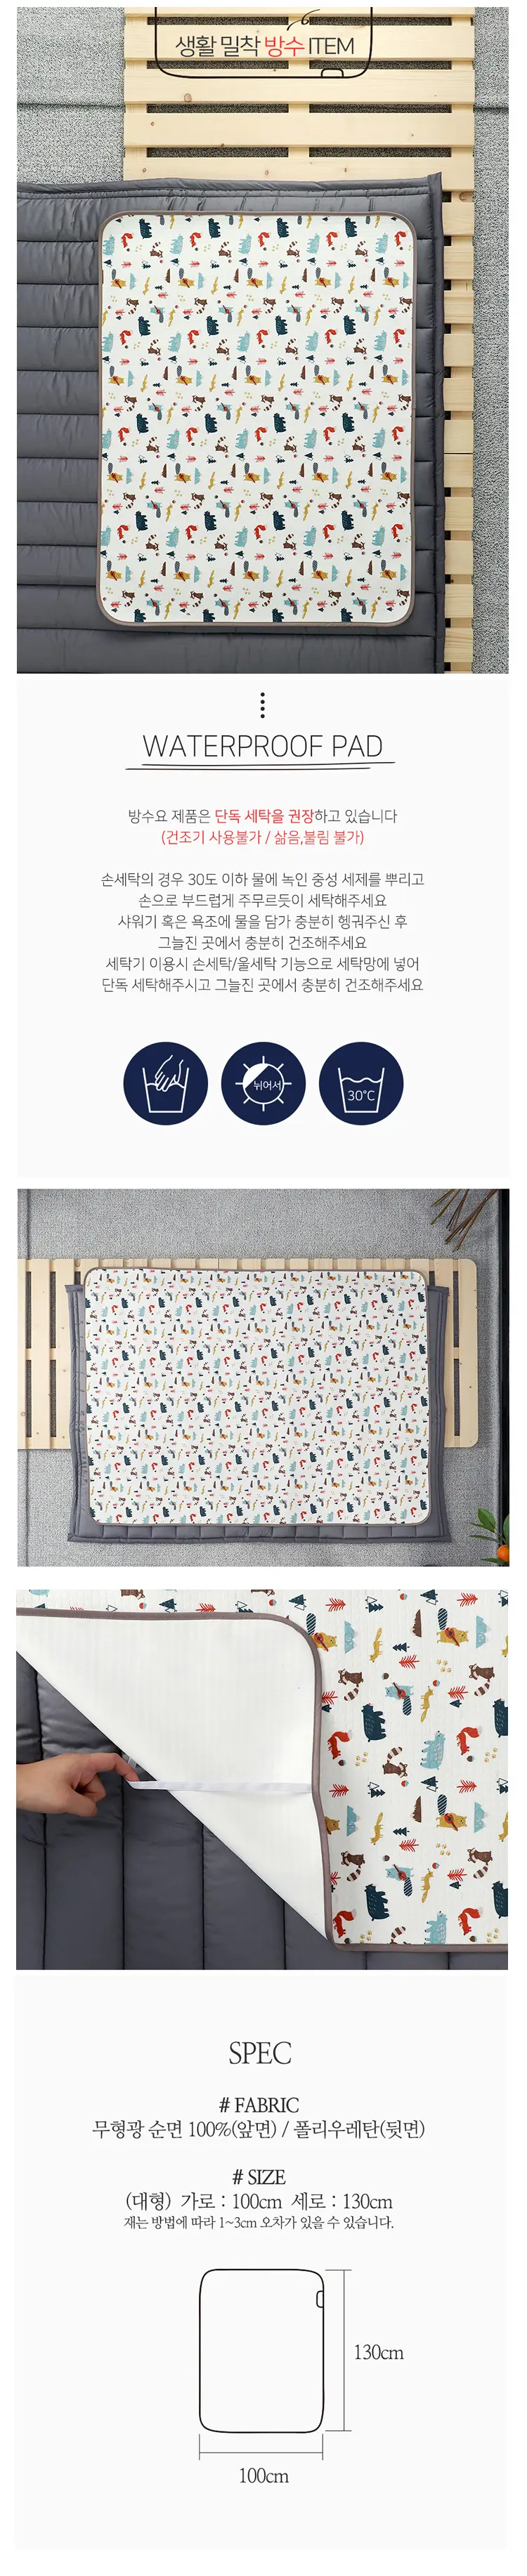 생활 밀착 방수 ITEM
WATERPROOF PAD
방수요 제품은 단독 세탁을 권장하고 있습니다
(건조기 사용불가 / 삶음,불림 불가)
손세탁의 경우 30도 이하 물에 녹인 중성 세제를 뿌리고
손으로 부드럽게 주무르듯이 세탁해주세요
샤워기 혹은 욕조에 물을 담가 충분히 헹궈주신 후
그늘진 곳에서 충분히 건조해주세요
세탁기 이용시 손세탁/울세탁 기능으로 세탁망에 넣어
단독 세탁해주시고 그늘진 곳에서 충분히 건조해주세요
뉘어서
30°C
SPEC
# FABRIC
무형광 순면 100%(앞면) / 폴리우레탄(뒷면)
# SIZE
(대형) 가로 : 100cm 세로 : 130cm
재는 방법에 따라 1~3cm 오차가 있을 수 있습니다.
130cm
100cm